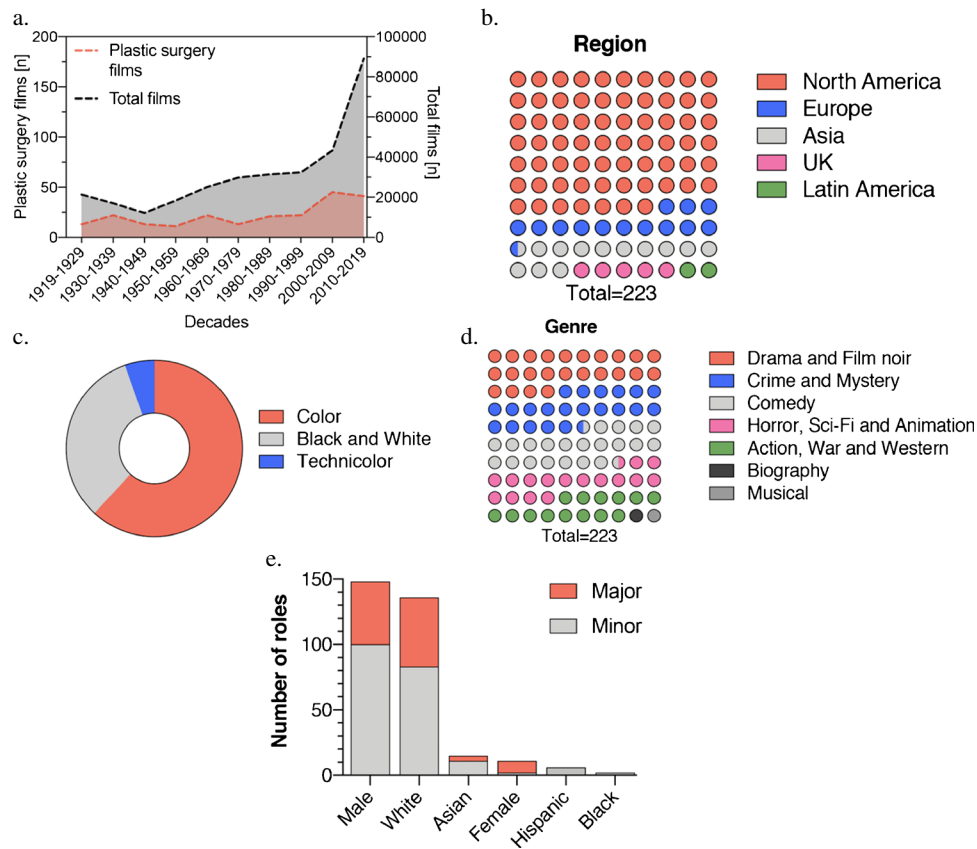 a.
200
150
100
50
0
Plastic surgery films [n]
Plastic surgery
films
Total films
100000
80000
60000
40000
20000
0
Total films [n]
1919-1929
1930-1939
1940-1949
1950-1959
1960-1969
1970-1979
1980-1989
1990-1999
2000-2009
2010-2019
Decades
b.
Region
North America
Europe
Asia
UK
Latin America
Total=223
c.
Color
Black and White
Technicolor
d.
Genre
Drama and Film noir
Crime and Mystery
Comedy
Horror, Sci-Fi and Animation
Action, War and Western
Biography
Musical
Total=223
e.
150
100
50
0
Number of roles
Major
Minor
Male
White
Asian
Female
Hispanic
Black